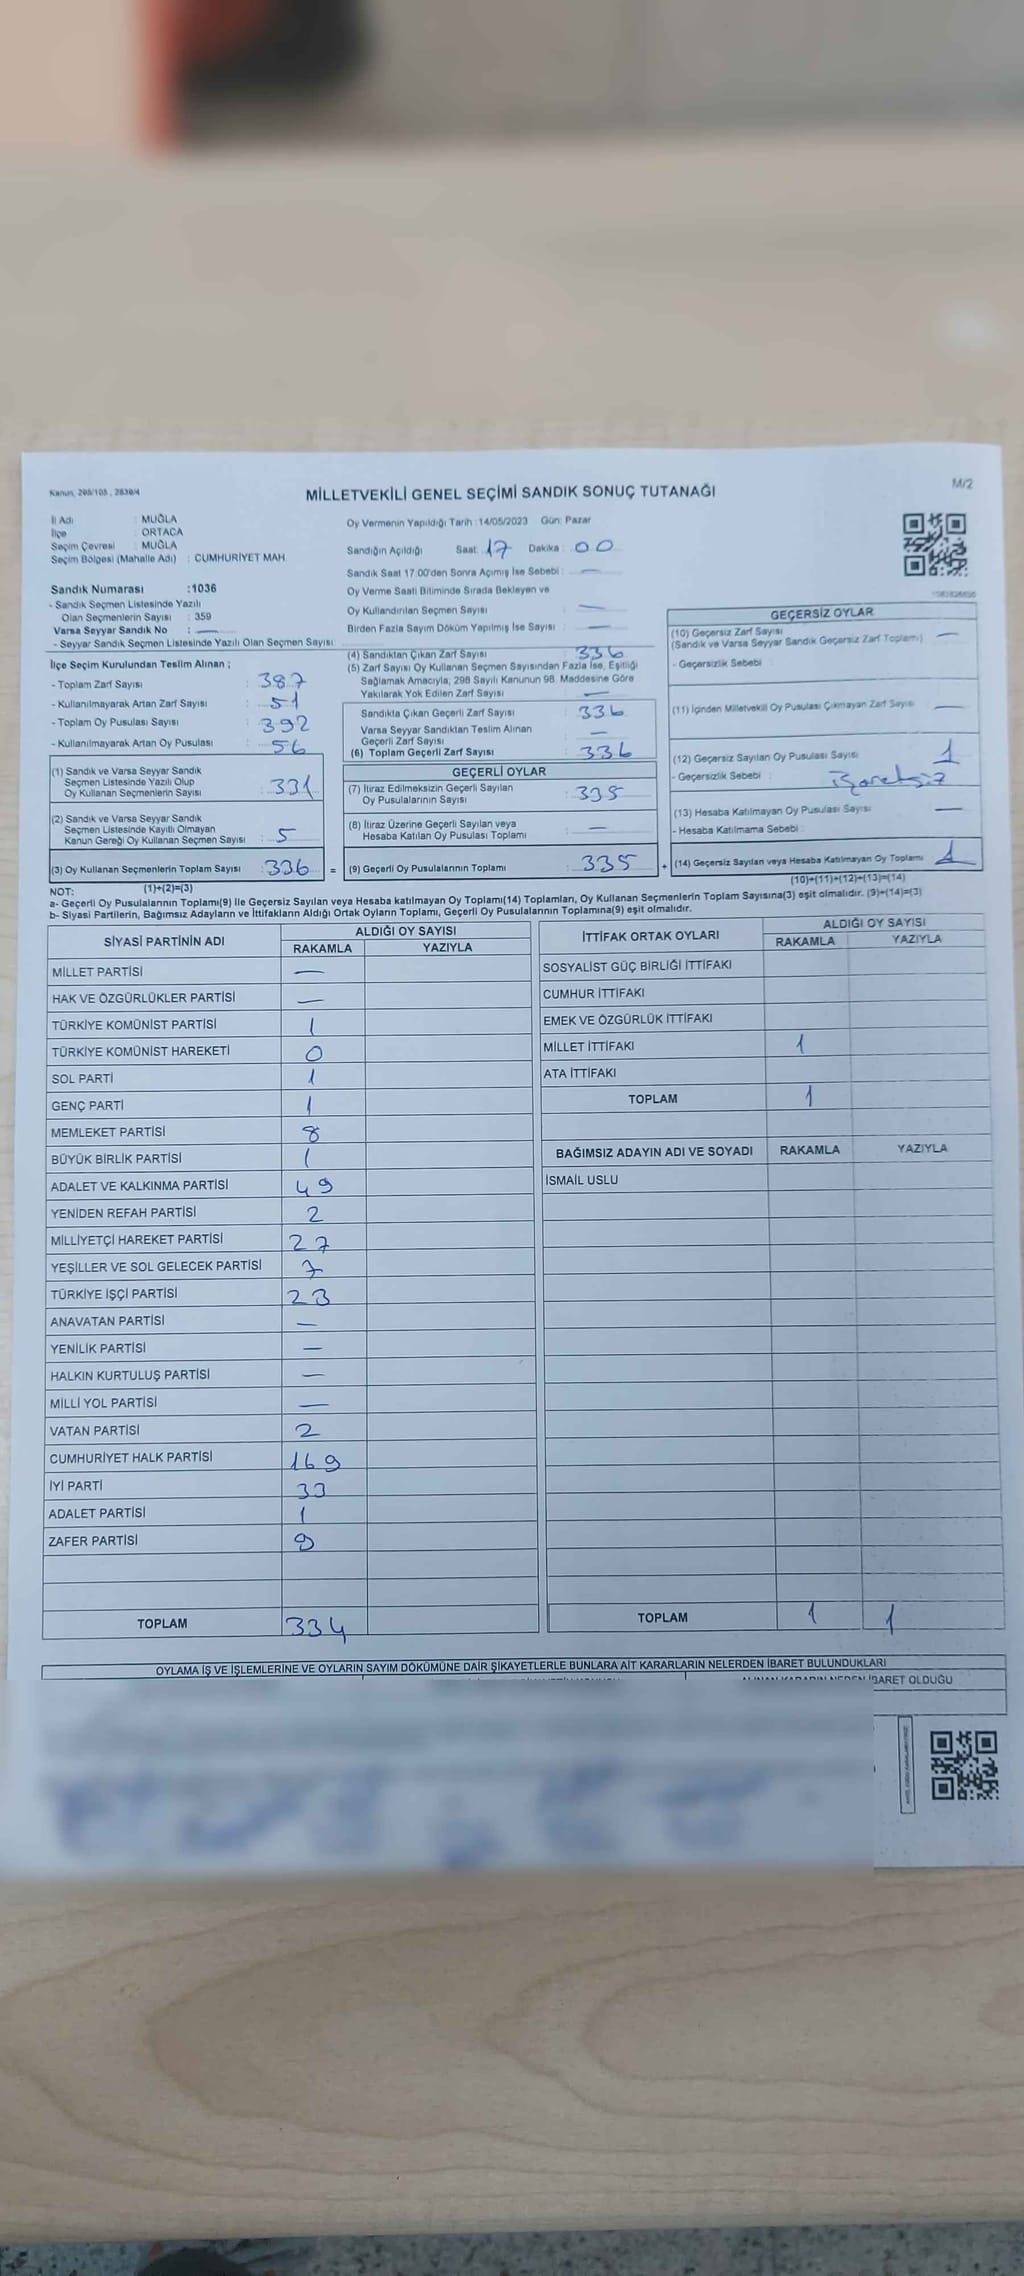 Kanun, 298/105 , 2839/4
MİLLETVEKİLİ GENEL SEÇİMİ SANDIK SONUÇ TUTANAĞI
M/2
İl Adı : MUĞLA
İlçe : ORTACA
Seçim Çevresi : MUĞLA
Seçim Bölgesi (Mahalle Adı) : CUMHURİYET MAH
Sandık Numarası :1036
- Sandık Seçmen Listesinde Yazılı
Olan Seçmenlerin Sayısı : 359
Varsa Seyyar Sandık No : —
- Seyyar Sandık Seçmen Listesinde Yazılı Olan Seçmen Sayısı :
Oy Vermenin Yapıldığı Tarih : 14/05/2023 Gün: Pazar
Sandığın Açıldığı Saat: 17 Dakika : 00
Sandık Saat 17:00'den Sonra Açımış İse Sebebi : —
Oy Verme Saati Bitiminde Sırada Bekleyen ve
Oy Kullandırılan Seçmen Sayısı : —
Birden Fazla Sayım Döküm Yapılmış İse Sayısı : —
İlçe Seçim Kurulundan Teslim Alınan ;
- Toplam Zarf Sayısı : 387
- Kullanılmayarak Artan Zarf Sayısı : 51
- Toplam Oy Pusulası Sayısı : 392
- Kullanılmayarak Artan Oy Pusulası : 56
(1) Sandık ve Varsa Seyyar Sandık
Seçmen Listesinde Yazılı Olup
Oy Kullanan Seçmenlerin Sayısı : 331
(2) Sandık ve Varsa Seyyar Sandık
Seçmen Listesinde Kayıtlı Olmayan
Kanun Gereği Oy Kullanan Seçmen Sayısı : 5
(3) Oy Kullanan Seçmenlerin Toplam Sayısı : 336 =
(1)+(2)=(3)
(4) Sandıktan Çıkan Zarf Sayısı : 336
(5) Zarf Sayısı Oy Kullanan Seçmen Sayısından Fazla İse, Eşitliği
Sağlamak Amacıyla, 298 Sayılı Kanunun 98. Maddesine Göre
Yakılarak Yok Edilen Zarf Sayısı : —
Sandıkta Çıkan Geçerli Zarf Sayısı : 336
Varsa Seyyar Sandıktan Teslim Alınan
Geçerli Zarf Sayısı : —
(6) Toplam Geçerli Zarf Sayısı : 336
GEÇERLİ OYLAR
(7) İtiraz Edilmeksizin Geçerli Sayılan
Oy Pusulalarının Sayısı : 335
(8) İtiraz Üzerine Geçerli Sayılan veya
Hesaba Katılan Oy Pusulası Toplamı : —
(9) Geçerli Oy Pusulalarının Toplamı : 335 +
GEÇERSİZ OYLAR
(10) Geçersiz Zarf Sayısı —
(Sandık ve Varsa Seyyar Sandık Geçersiz Zarf Toplamı)
- Geçersizlik Sebebi :
(11) İçinden Milletvekili Oy Pusulası Çıkmayan Zarf Sayısı —
(12) Geçersiz Sayılan Oy Pusulası Sayısı 1
- Geçersizlik Sebebi : İşaretsiz
(13) Hesaba Katılmayan Oy Pusulası Sayısı —
- Hesaba Katılmama Sebebi :
(14) Geçersiz Sayılan veya Hesaba Katılmayan Oy Toplamı 1
(10)+(11)+(12)+(13)=(14)
NOT:
a- Geçerli Oy Pusulalarının Toplamı(9) İle Geçersiz Sayılan veya Hesaba katılmayan Oy Toplamı(14) Toplamları, Oy Kullanan Seçmenlerin Toplam Sayısına(3) eşit olmalıdır. (9)+(14)=(3)
b- Siyasi Partilerin, Bağımsız Adayların ve İttifakların Aldığı Ortak Oyların Toplamı, Geçerli Oy Pusulalarının Toplamına(9) eşit olmalıdır.
SİYASİ PARTİNİN ADI ALDIĞI OY SAYISI
RAKAMLA YAZIYLA
MİLLET PARTİSİ —
HAK VE ÖZGÜRLÜKLER PARTİSİ —
TÜRKİYE KOMÜNİST PARTİSİ 1
TÜRKİYE KOMÜNİST HAREKETİ 0
SOL PARTİ 1
GENÇ PARTİ 1
MEMLEKET PARTİSİ 8
BÜYÜK BİRLİK PARTİSİ 1
ADALET VE KALKINMA PARTİSİ 49
YENİDEN REFAH PARTİSİ 2
MİLLİYETÇİ HAREKET PARTİSİ 27
YEŞİLLER VE SOL GELECEK PARTİSİ 7
TÜRKİYE İŞÇİ PARTİSİ 23
ANAVATAN PARTİSİ —
YENİLİK PARTİSİ —
HALKIN KURTULUŞ PARTİSİ —
MİLLİ YOL PARTİSİ —
VATAN PARTİSİ 2
CUMHURİYET HALK PARTİSİ 169
İYİ PARTİ 33
ADALET PARTİSİ 1
ZAFER PARTİSİ 9
TOPLAM 334
İTTİFAK ORTAK OYLARI ALDIĞI OY SAYISI
RAKAMLA YAZIYLA
SOSYALİST GÜÇ BİRLİĞİ İTTİFAKI
CUMHUR İTTİFAKI
EMEK VE ÖZGÜRLÜK İTTİFAKI
MİLLET İTTİFAKI 1
ATA İTTİFAKI
TOPLAM 1
BAĞIMSIZ ADAYIN ADI VE SOYADI RAKAMLA YAZIYLA
İSMAİL USLU
TOPLAM 1 1
OYLAMA İŞ VE İŞLEMLERİNE VE OYLARIN SAYIM DÖKÜMÜNE DAİR ŞİKAYETLERLE BUNLARA AİT KARARLARIN NELERDEN İBARET BULUNDUKLARI
ALINAN KARARIN NEDEN İBARET OLDUĞU